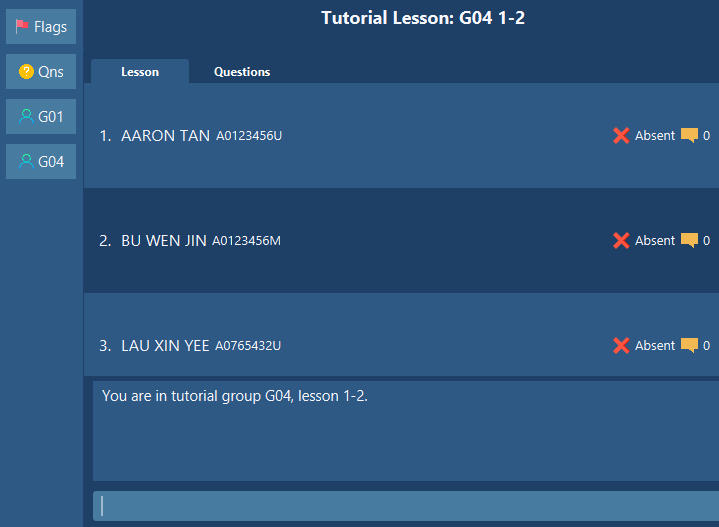 Tutorial Lesson: G04 1-2
Flags
Qns
G01
G04
Lesson Questions
1. AARON TAN A0123456U Absent 0
2. BU WEN JIN A0123456M Absent 0
3. LAU XIN YEE A0765432U Absent 0
You are in tutorial group G04, lesson 1-2.